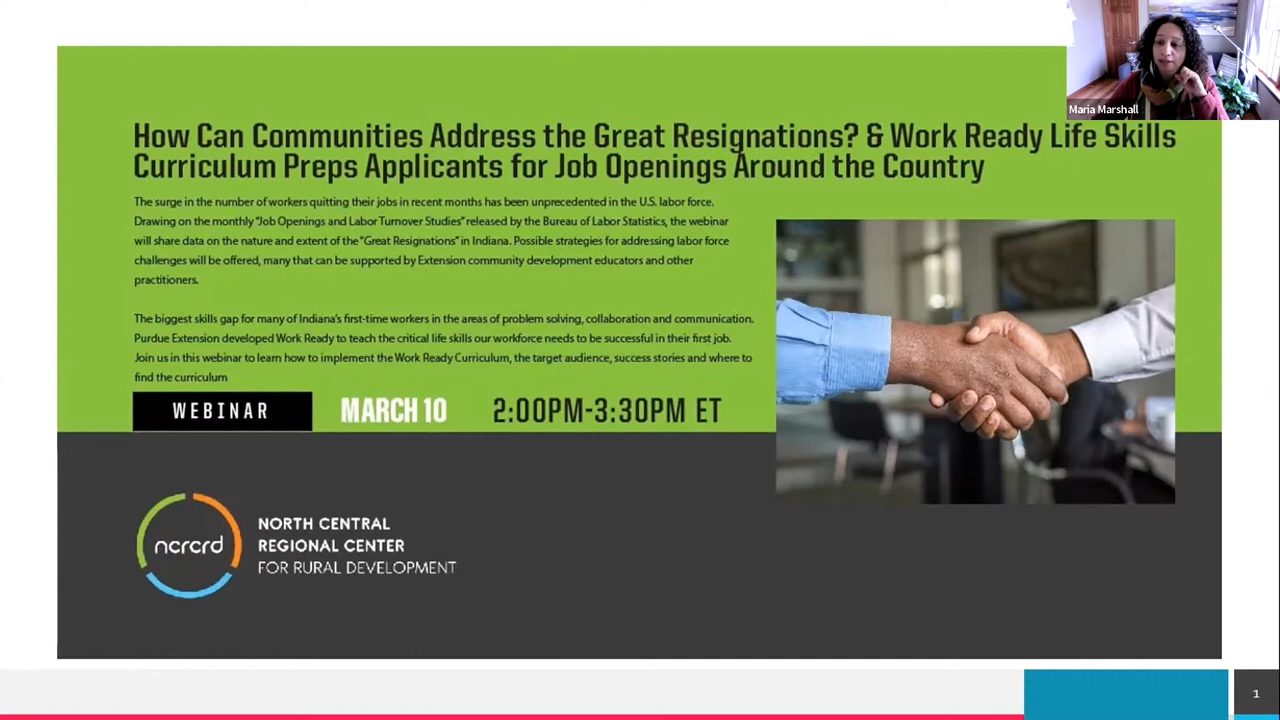 Maria Marshall
How Can Communities Address the Great Resignations? & Work Ready Life Skills
Curriculum Preps Applicants for Job Openings Around the Country
The surge in the number of workers quitting their jobs in recent months has been unprecedented in the U.S. labor force.
Drawing on the monthly “Job Openings and Labor Turnover Studies” released by the Bureau of Labor Statistics, the webinar
will share data on the nature and extent of the “Great Resignations” in Indiana. Possible strategies for addressing labor force
challenges will be offered, many that can be supported by Extension community development educators and other
practitioners.
The biggest skills gap for many of Indiana's first-time workers in the areas of problem solving, collaboration and communication.
Purdue Extension developed Work Ready to teach the critical life skills our workforce needs to be successful in their first job.
Join us in this webinar to learn how to implement the Work Ready Curriculum, the target audience, success stories and where to
find the curriculum
WEBINAR MARCH 10 2:00PM-3:30PM ET
ncrcrd
NORTH CENTRAL
REGIONAL CENTER
FOR RURAL DEVELOPMENT
1